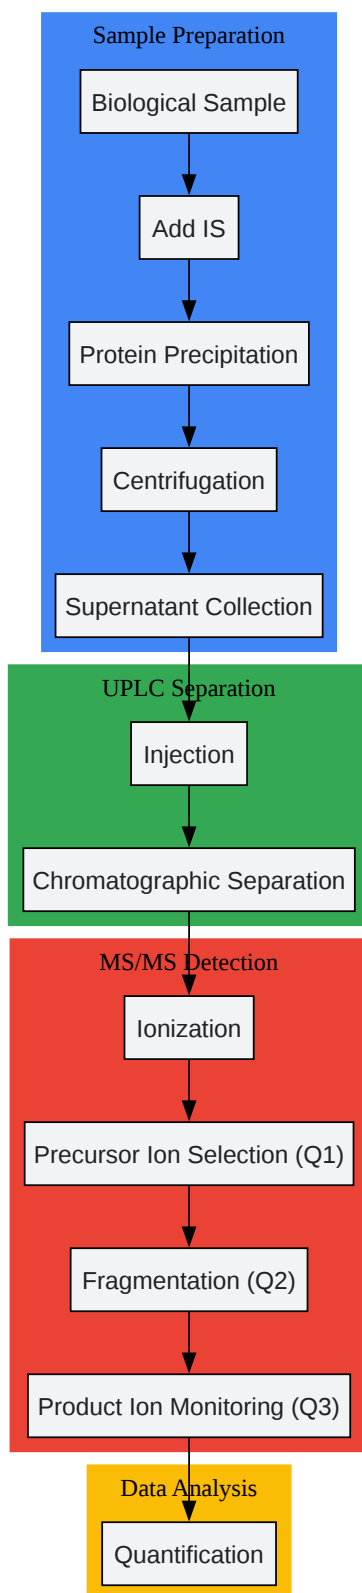 Sample Preparation
Biological Sample
Add IS
Protein Precipitation
Centrifugation
Supernatant Collection
UPLC Separation
Injection
Chromatographic Separation
MS/MS Detection
Ionization
Precursor Ion Selection (Q1)
Fragmentation (Q2)
Product Ion Monitoring (Q3)
Data Analysis
Quantification